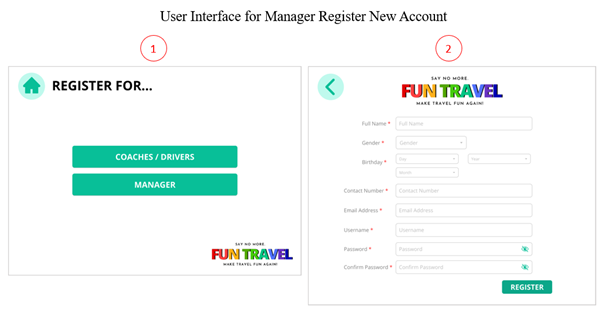 User Interface for Manager Register New Account
1
2
REGISTER FOR...
COACHES / DRIVERS
MANAGER
SAY NO MORE
FUN TRAVEL
MAKE TRAVEL FUN AGAIN!
SAY NO MORE
FUN TRAVEL
MAKE TRAVEL FUN AGAIN!
Full Name * Full Name
Gender * Gender
Birthday * Day Year
Month
Contact Number * Contact Number
Email Address * Email Address
Username * Username
Password * Password
Confirm Password * Confirm Password
REGISTER